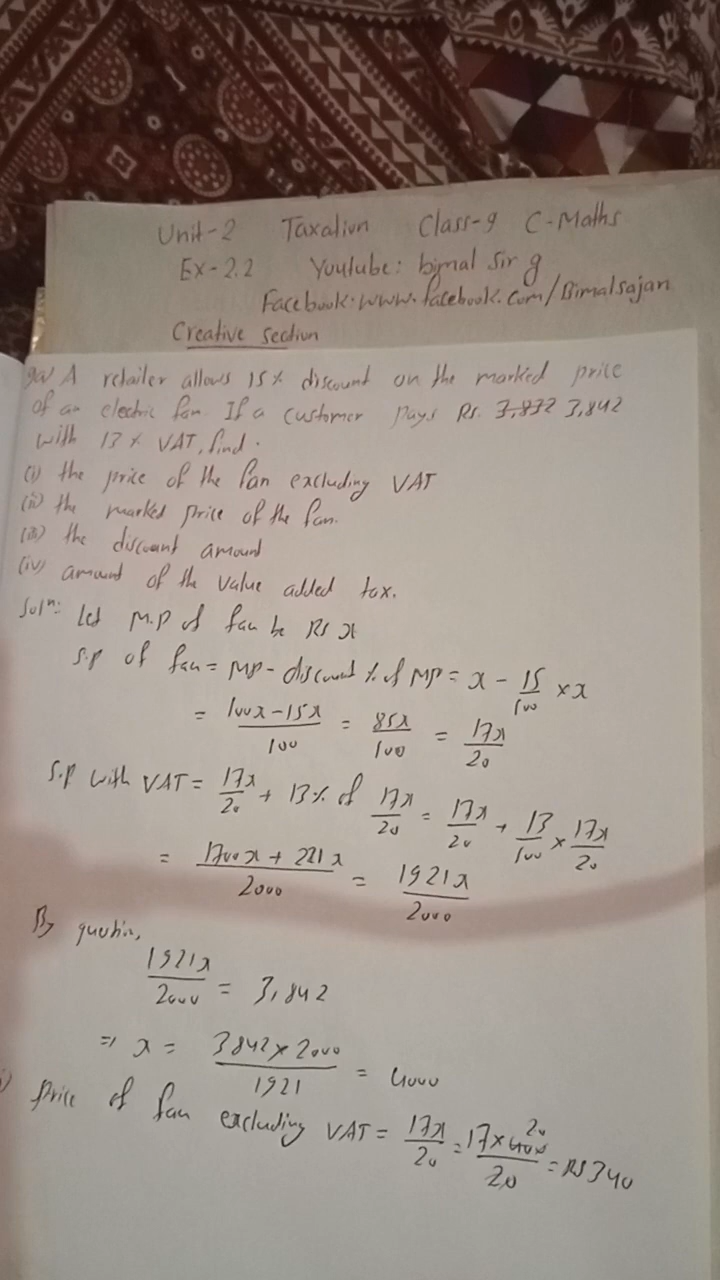 Unit-2 Taxation Class-9 C-Maths
Ex-2.2 Youtube: bimal sir g
Facebook:www.facebook.com/Bimalsajan
Creative section
9a) A retailer allows 15% discount on the marked price
of an electric fan. If a customer pays Rs. 3,832 3,842
with 13% VAT, find.
(i) the price of the fan excluding VAT
(ii) the marked price of the fan.
(iii) the discount amount
(iv) amount of the value added tax.
Solⁿ: Let M.P of fan be Rs x
S.p of fan = MP - discount % of MP = x - 15/100 × x
= 100x-15x/100 = 85x/100 = 17x/20
S.P with VAT = 17x/20 + 13% of 17x/20 = 17x/20 + 13/100 × 17x/20
= 1700x + 221x/2000 = 1921x/2000
By question,
1921x/2000 = 3,842
⇒ x = 3842×2000/1921 = 4000
i) Price of fan excluding VAT = 17x/20 = 17× /20 = RS 340